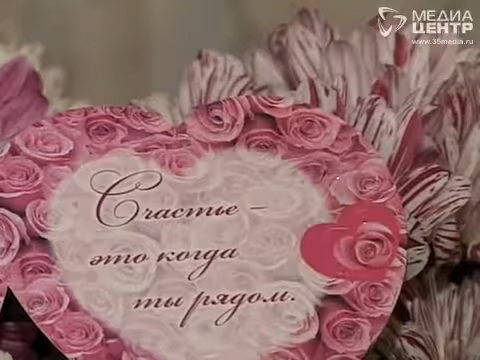 МЕДИА
ЦЕНТР
www.35media.ru
Счастье –
это когда
ты рядом.